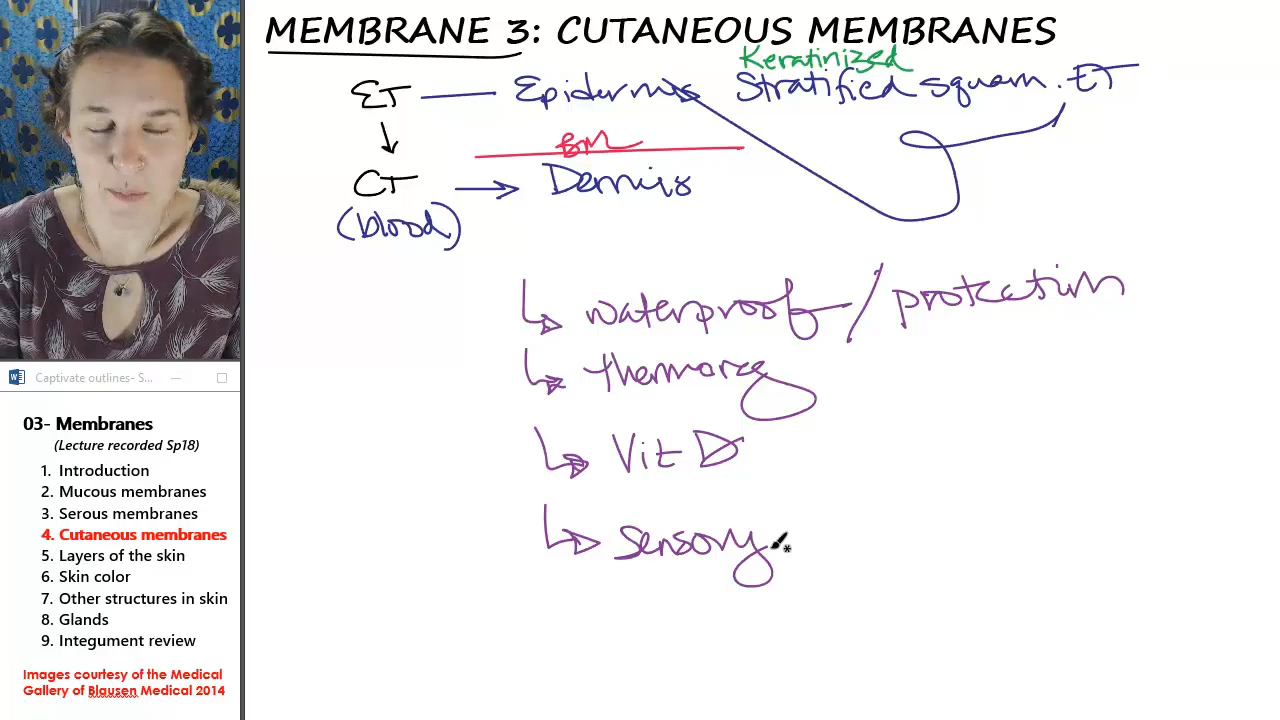 MEMBRANE 3: CUTANEOUS MEMBRANES
Keratinized
ET — Epidermis Stratified squam. ET
BM
CT → Dermis
(blood)
waterproof / protection
thermoreg
Vit D
sensory
Captivate outlines- S...
03- Membranes
(Lecture recorded Sp18)
1. Introduction
2. Mucous membranes
3. Serous membranes
4. Cutaneous membranes
5. Layers of the skin
6. Skin color
7. Other structures in skin
8. Glands
9. Integument review
Images courtesy of the Medical
Gallery of Blausen Medical 2014